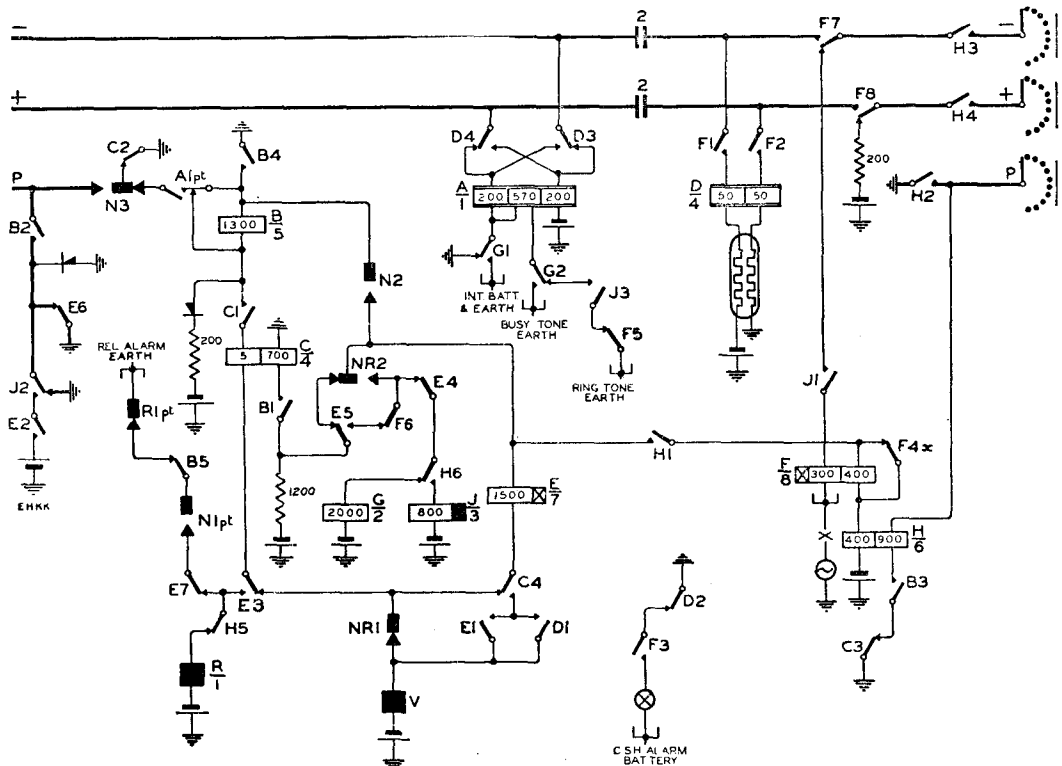 −
2
F7
−
H3
+
2
F8
H4
+
C2
B4
D4
D3
F1
F2
200
P
A1pt
H2
P
N3
B2
1300
B/5
A/1
200
570
200
D/4
50
50
G1
N2
G2
J3
INT BATT
& EARTH
E6
C1
BUSY TONE
EARTH
F5
REL ALARM
EARTH
200
RING TONE
EARTH
5
700
C/4
NR2
J1
J2
R1pt
E4
E2
B1
E5
F6
H1
F4x
B5
H6
F/8
300
400
EHKK
1200
G/2
2000
800
J/3
1500
E/7
N1pt
400
900
H/6
E7
E3
C4
B3
D2
H5
NR1
E1
D1
F3
C3
R/1
V
CSH ALARM
BATTERY